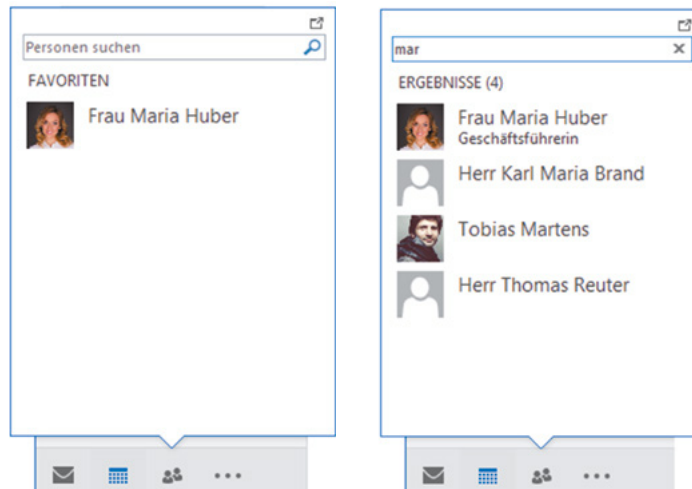 Personen suchen
FAVORITEN
Frau Maria Huber
mar
ERGEBNISSE (4)
Frau Maria Huber
Geschäftsführerin
Herr Karl Maria Brand
Tobias Martens
Herr Thomas Reuter